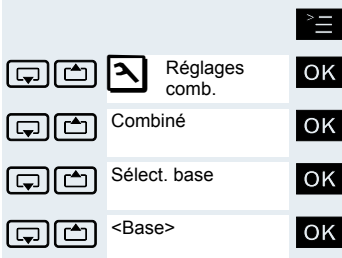 Réglages
comb.
OK
Combiné
OK
Sélect. base
OK
<Base>
OK